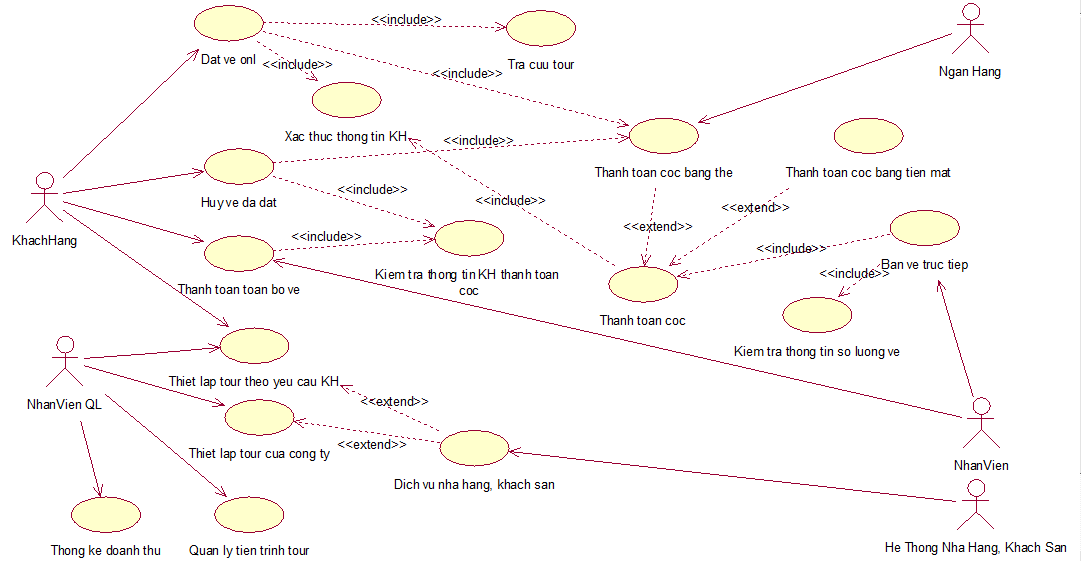 <<include>>
Dat ve onl
Tra cuu tour
<<include>>
<<include>>
Ngan Hang
Xac thuc thong tin KH
<<include>>
Thanh toan coc bang the
Thanh toan coc bang tien mat
<<include>>
Huy ve da dat
<<extend>>
<<extend>>
KhachHang
<<include>>
<<include>>
Ban ve truc tiep
Kiem tra thong tin KH thanh toan
coc
<<include>>
Thanh toan toan bo ve
Thanh toan coc
Kiem tra thong tin so luong ve
Thiet lap tour theo yeu cau KH
<<extend>>
NhanVien QL
<<extend>>
Thiet lap tour cua cong ty
NhanVien
Dich vu nha hang, khach san
Thong ke doanh thu
Quan ly tien trinh tour
He Thong Nha Hang, Khach San